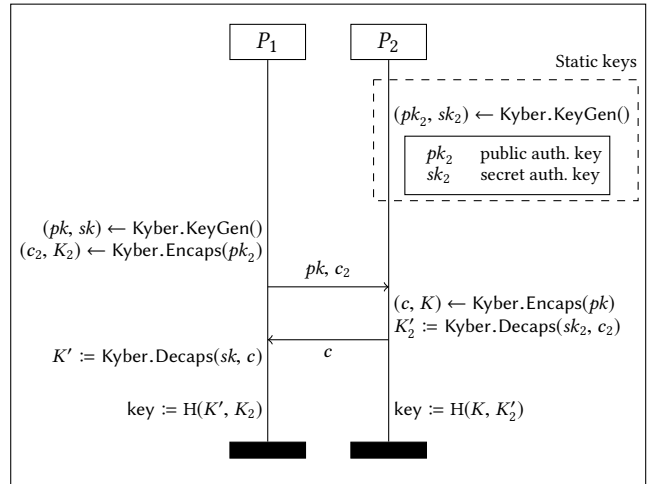 P₁ P₂
Static keys
(pk₂, sk₂) ← Kyber.KeyGen()
pk₂ public auth. key
sk₂ secret auth. key
(pk, sk) ← Kyber.KeyGen()
(c₂, K₂) ← Kyber.Encaps(pk₂)
pk, c₂
(c, K) ← Kyber.Encaps(pk)
K₂′ := Kyber.Decaps(sk₂, c₂)
c
K′ := Kyber.Decaps(sk, c)
key := H(K′, K₂) key := H(K, K₂′)